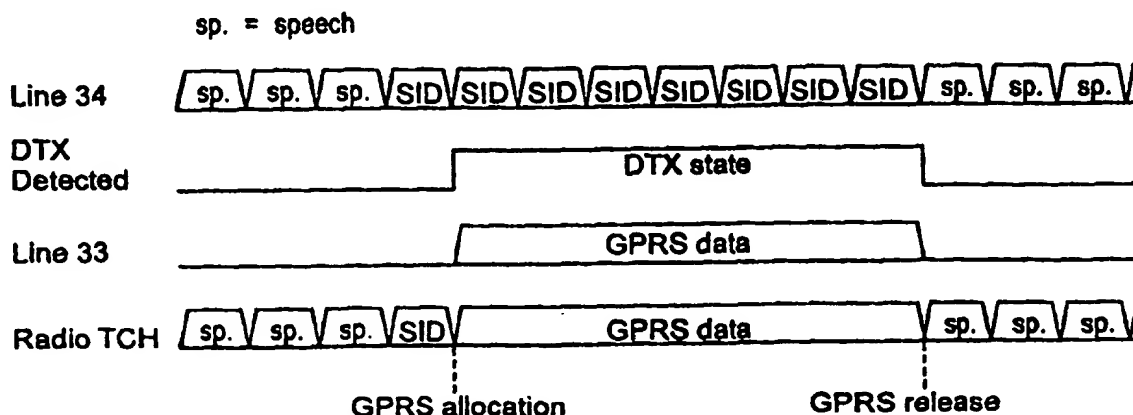 sp. = speech
Line 34 sp. sp. sp. SID SID SID SID SID SID SID SID sp. sp. sp.
DTX
Detected DTX state
Line 33 GPRS data
Radio TCH sp. sp. sp. SID GPRS data sp. sp. sp.
GPRS allocation GPRS release